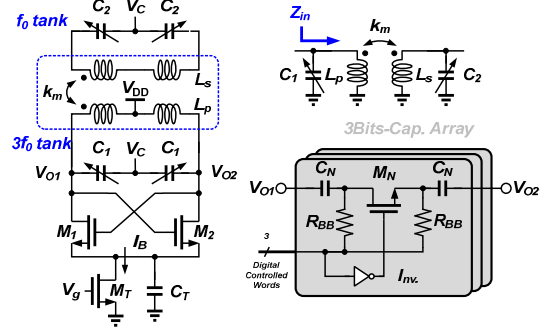 C2 VC C2
f0 tank
km
Ls
VDD
Lp
3f0 tank
C1 VC C1
VO1
VO2
M1
M2
IB
Vg
MT
CT
Zin
km
C1
Lp
Ls
C2
3Bits-Cap. Array
CN
MN
CN
VO1
VO2
RBB
RBB
3
Digital
Controlled
Words
Inv.